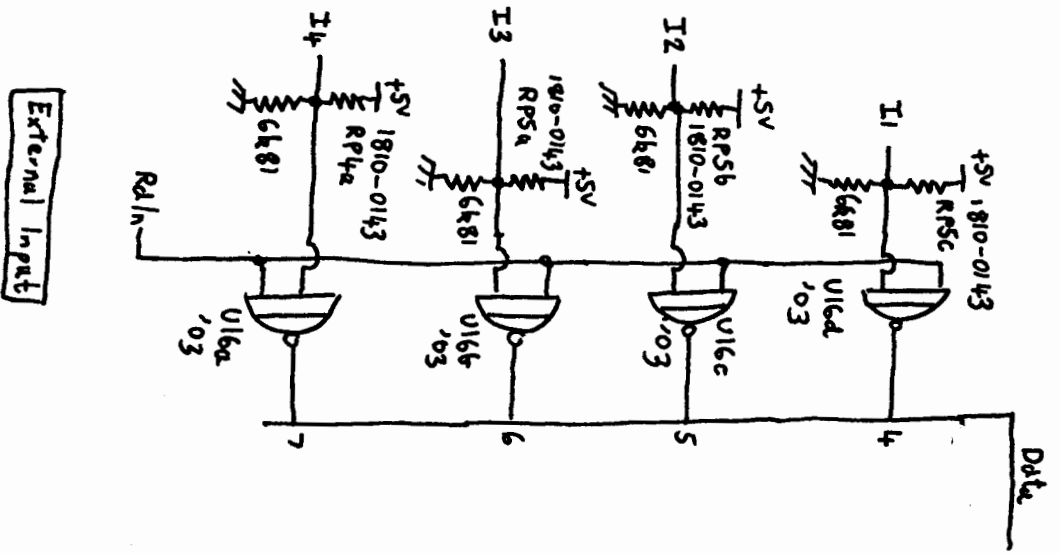 Data
1810-0143
+5V
RP5c
I1
6k81
U16d
'03
4
+5V
RP5b
1810-0143
I2
6k81
U16c
'03
5
+5V
1810-0143
RP5a
I3
6k81
U16b
'03
6
+5V
1810-0143
RP4a
I4
6k81
U16a
'03
7
Rd/In
External Input